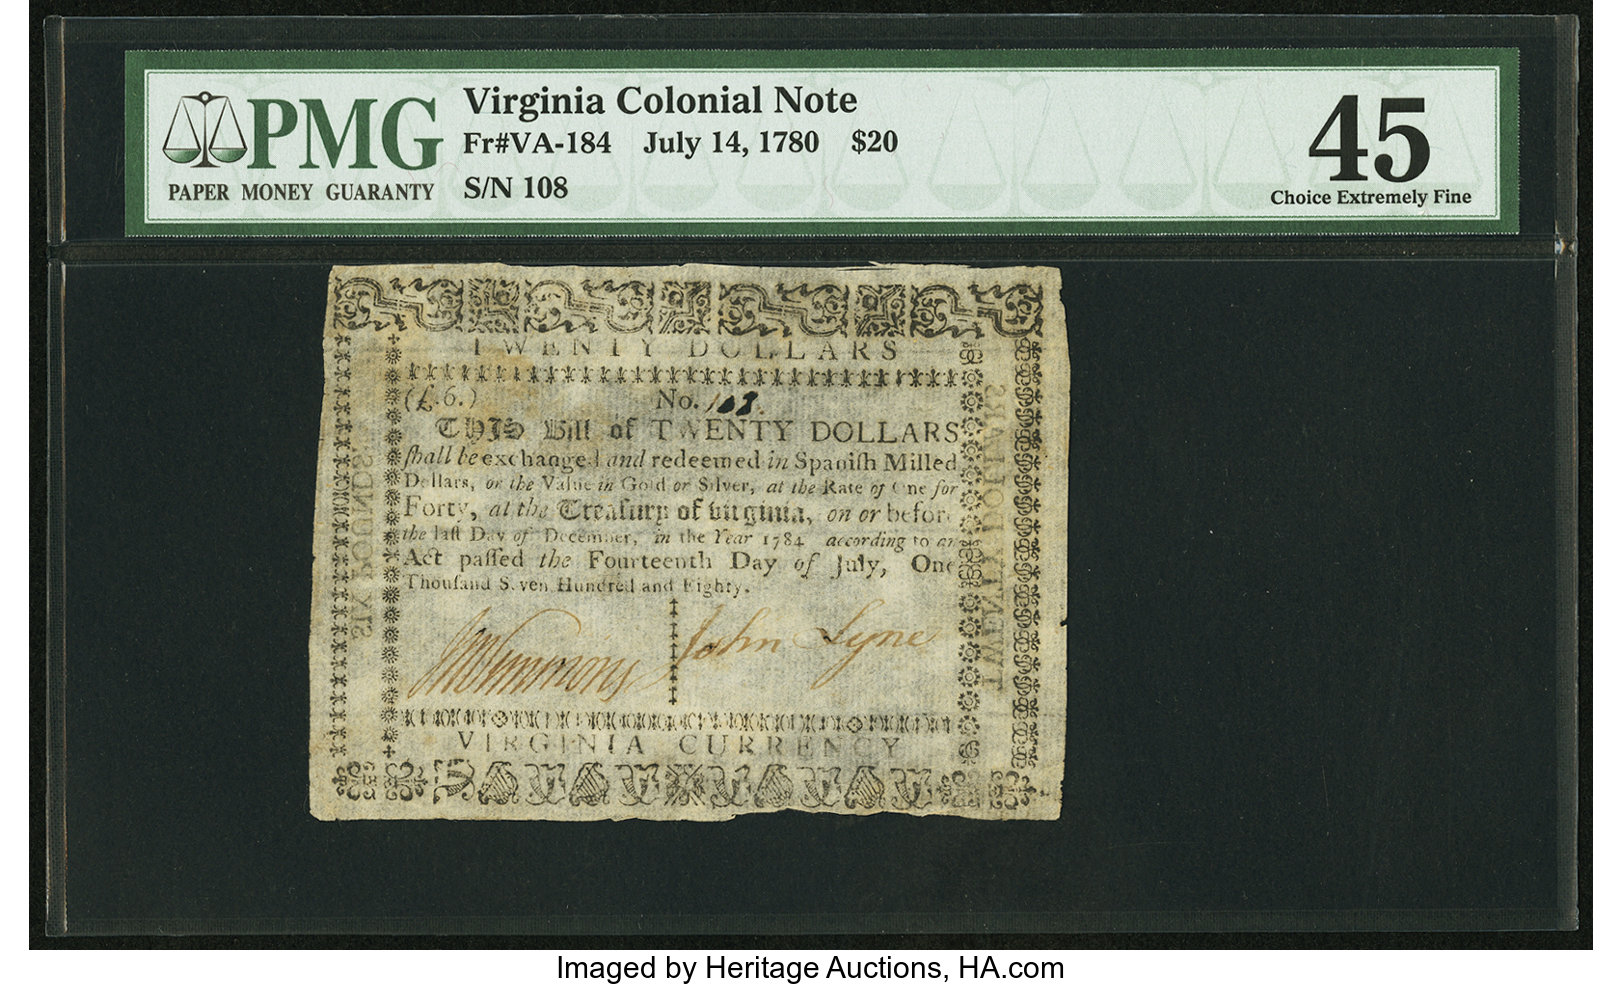 PMG
PAPER MONEY GUARANTY
Virginia Colonial Note
Fr#VA-184 July 14, 1780 $20
S/N 108
45
Choice Extremely Fine
TWENTY DOLLARS
(£.6.) No. 108.
THIS Bill of TWENTY DOLLARS
ſhall be exchanged and redeemed in Spaniſh Milled
Dollars, or the Value in Gold or Silver, at the Rate of One for
Forty, at the Treaſury of Virginia, on or before
the laſt Day of December, in the Year 1784 according to an
Act paſſed the Fourteenth Day of July, One
Thouſand Seven Hundred and Eighty.
John Lyne
VIRGINIA CURRENCY
SIX POUNDS
TWENTY DOLLARS
Imaged by Heritage Auctions, HA.com